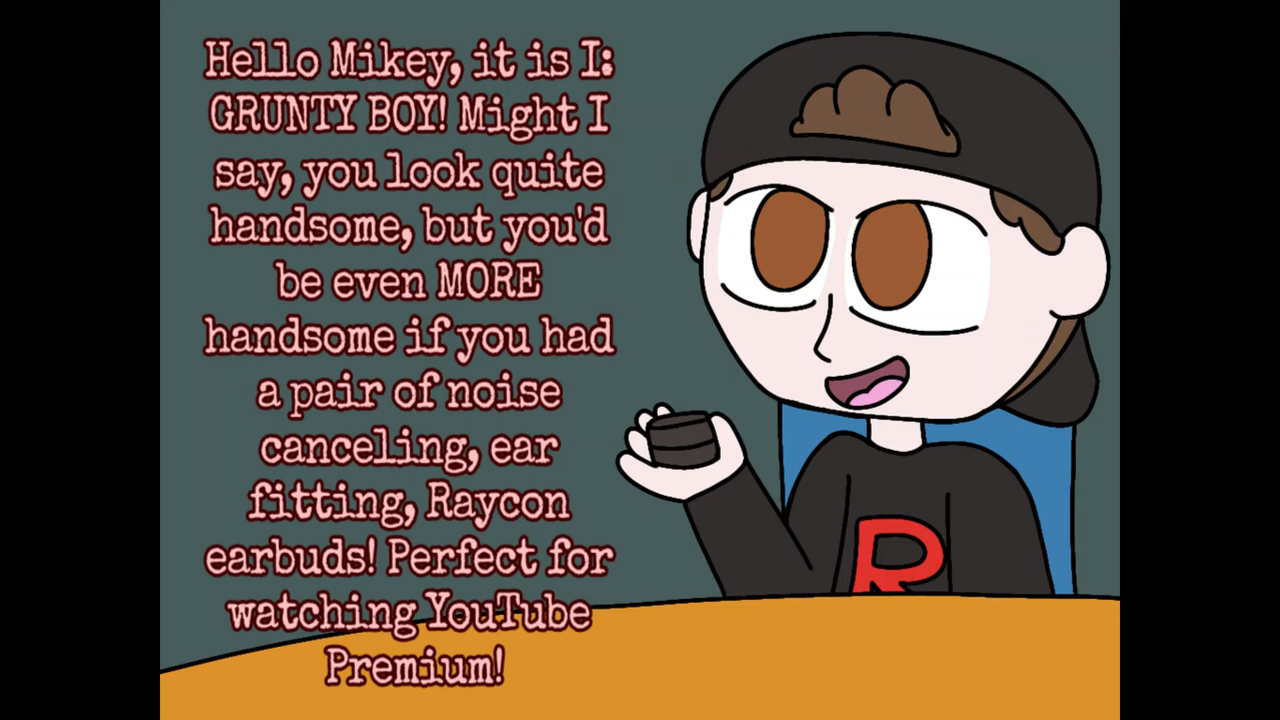 Hello Mikey, it is I:
GRUNTY BOY! Might I
say, you look quite
handsome, but you'd
be even MORE
handsome if you had
a pair of noise
canceling, ear
fitting, Raycon
earbuds! Perfect for
watching YouTube
Premium!
R